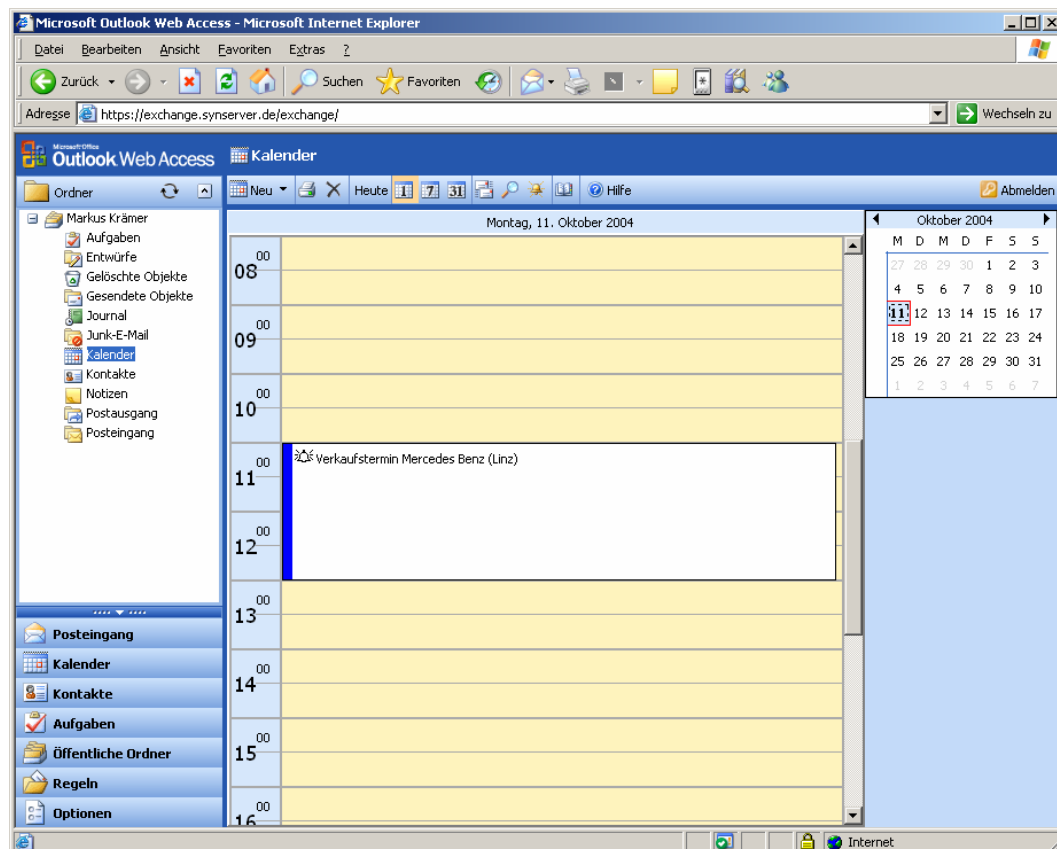 Microsoft Outlook Web Access - Microsoft Internet Explorer
Datei Bearbeiten Ansicht Favoriten Extras ?
Zurück Suchen Favoriten
Adresse https://exchange.synserver.de/exchange/ Wechseln zu
Microsoft Office
Outlook Web Access Kalender
Ordner Neu Heute 1 7 31 Hilfe Abmelden
Markus Krämer
Aufgaben
Entwürfe
Gelöschte Objekte
Gesendete Objekte
Journal
Junk-E-Mail
Kalender
Kontakte
Notizen
Postausgang
Posteingang
Posteingang
Kalender
Kontakte
Aufgaben
Öffentliche Ordner
Regeln
Optionen
Montag, 11. Oktober 2004
08 00
09 00
10 00
11 00 Verkaufstermin Mercedes Benz (Linz)
12 00
13 00
14 00
15 00
16 00
Oktober 2004
M D M D F S S
27 28 29 30 1 2 3
4 5 6 7 8 9 10
11 12 13 14 15 16 17
18 19 20 21 22 23 24
25 26 27 28 29 30 31
1 2 3 4 5 6 7
Internet